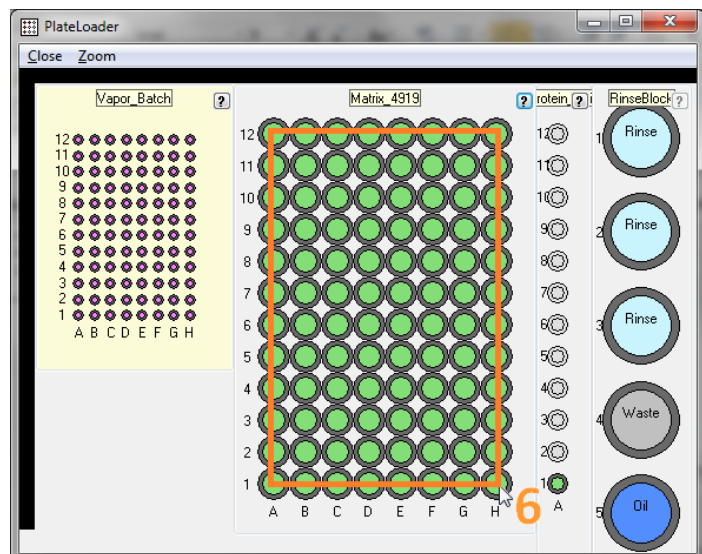 PlateLoader
Close Zoom
Vapor_Batch ?
12
11
10
9
8
7
6
5
4
3
2
1
A B C D E F G H
Matrix_4919 ?
12
11
10
9
8
7
6
5
4
3
2
1
A B C D E F G H
6
rotein_ ?
12
11
10
9
8
7
6
5
4
3
2
1
A
RinseBlock ?
1 Rinse
2 Rinse
3 Rinse
4 Waste
5 Oil